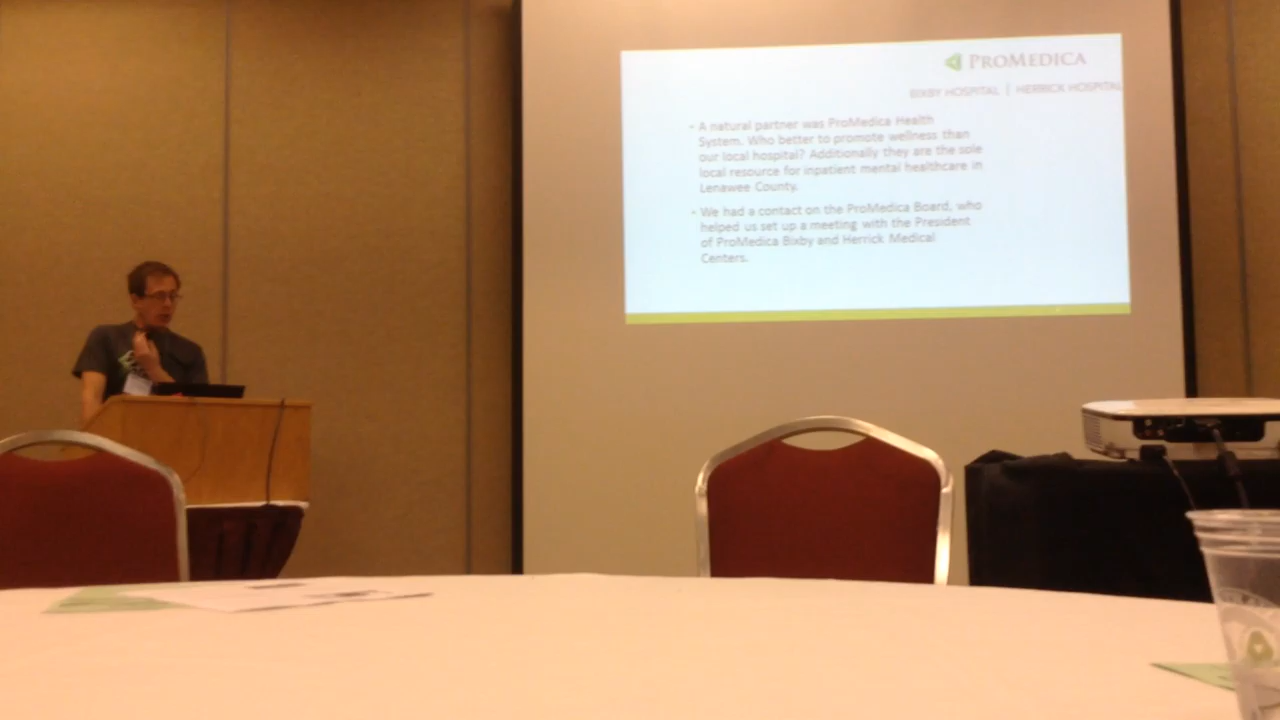 PROMEDICA
BIXBY HOSPITAL | HERRICK HOSPITAL
• A natural partner was ProMedica Health
System. Who better to promote wellness than
our local hospital? Additionally they are the sole
local resource for inpatient mental healthcare in
Lenawee County.
• We had a contact on the ProMedica Board, who
helped us set up a meeting with the President
of ProMedica Bixby and Herrick Medical
Centers.